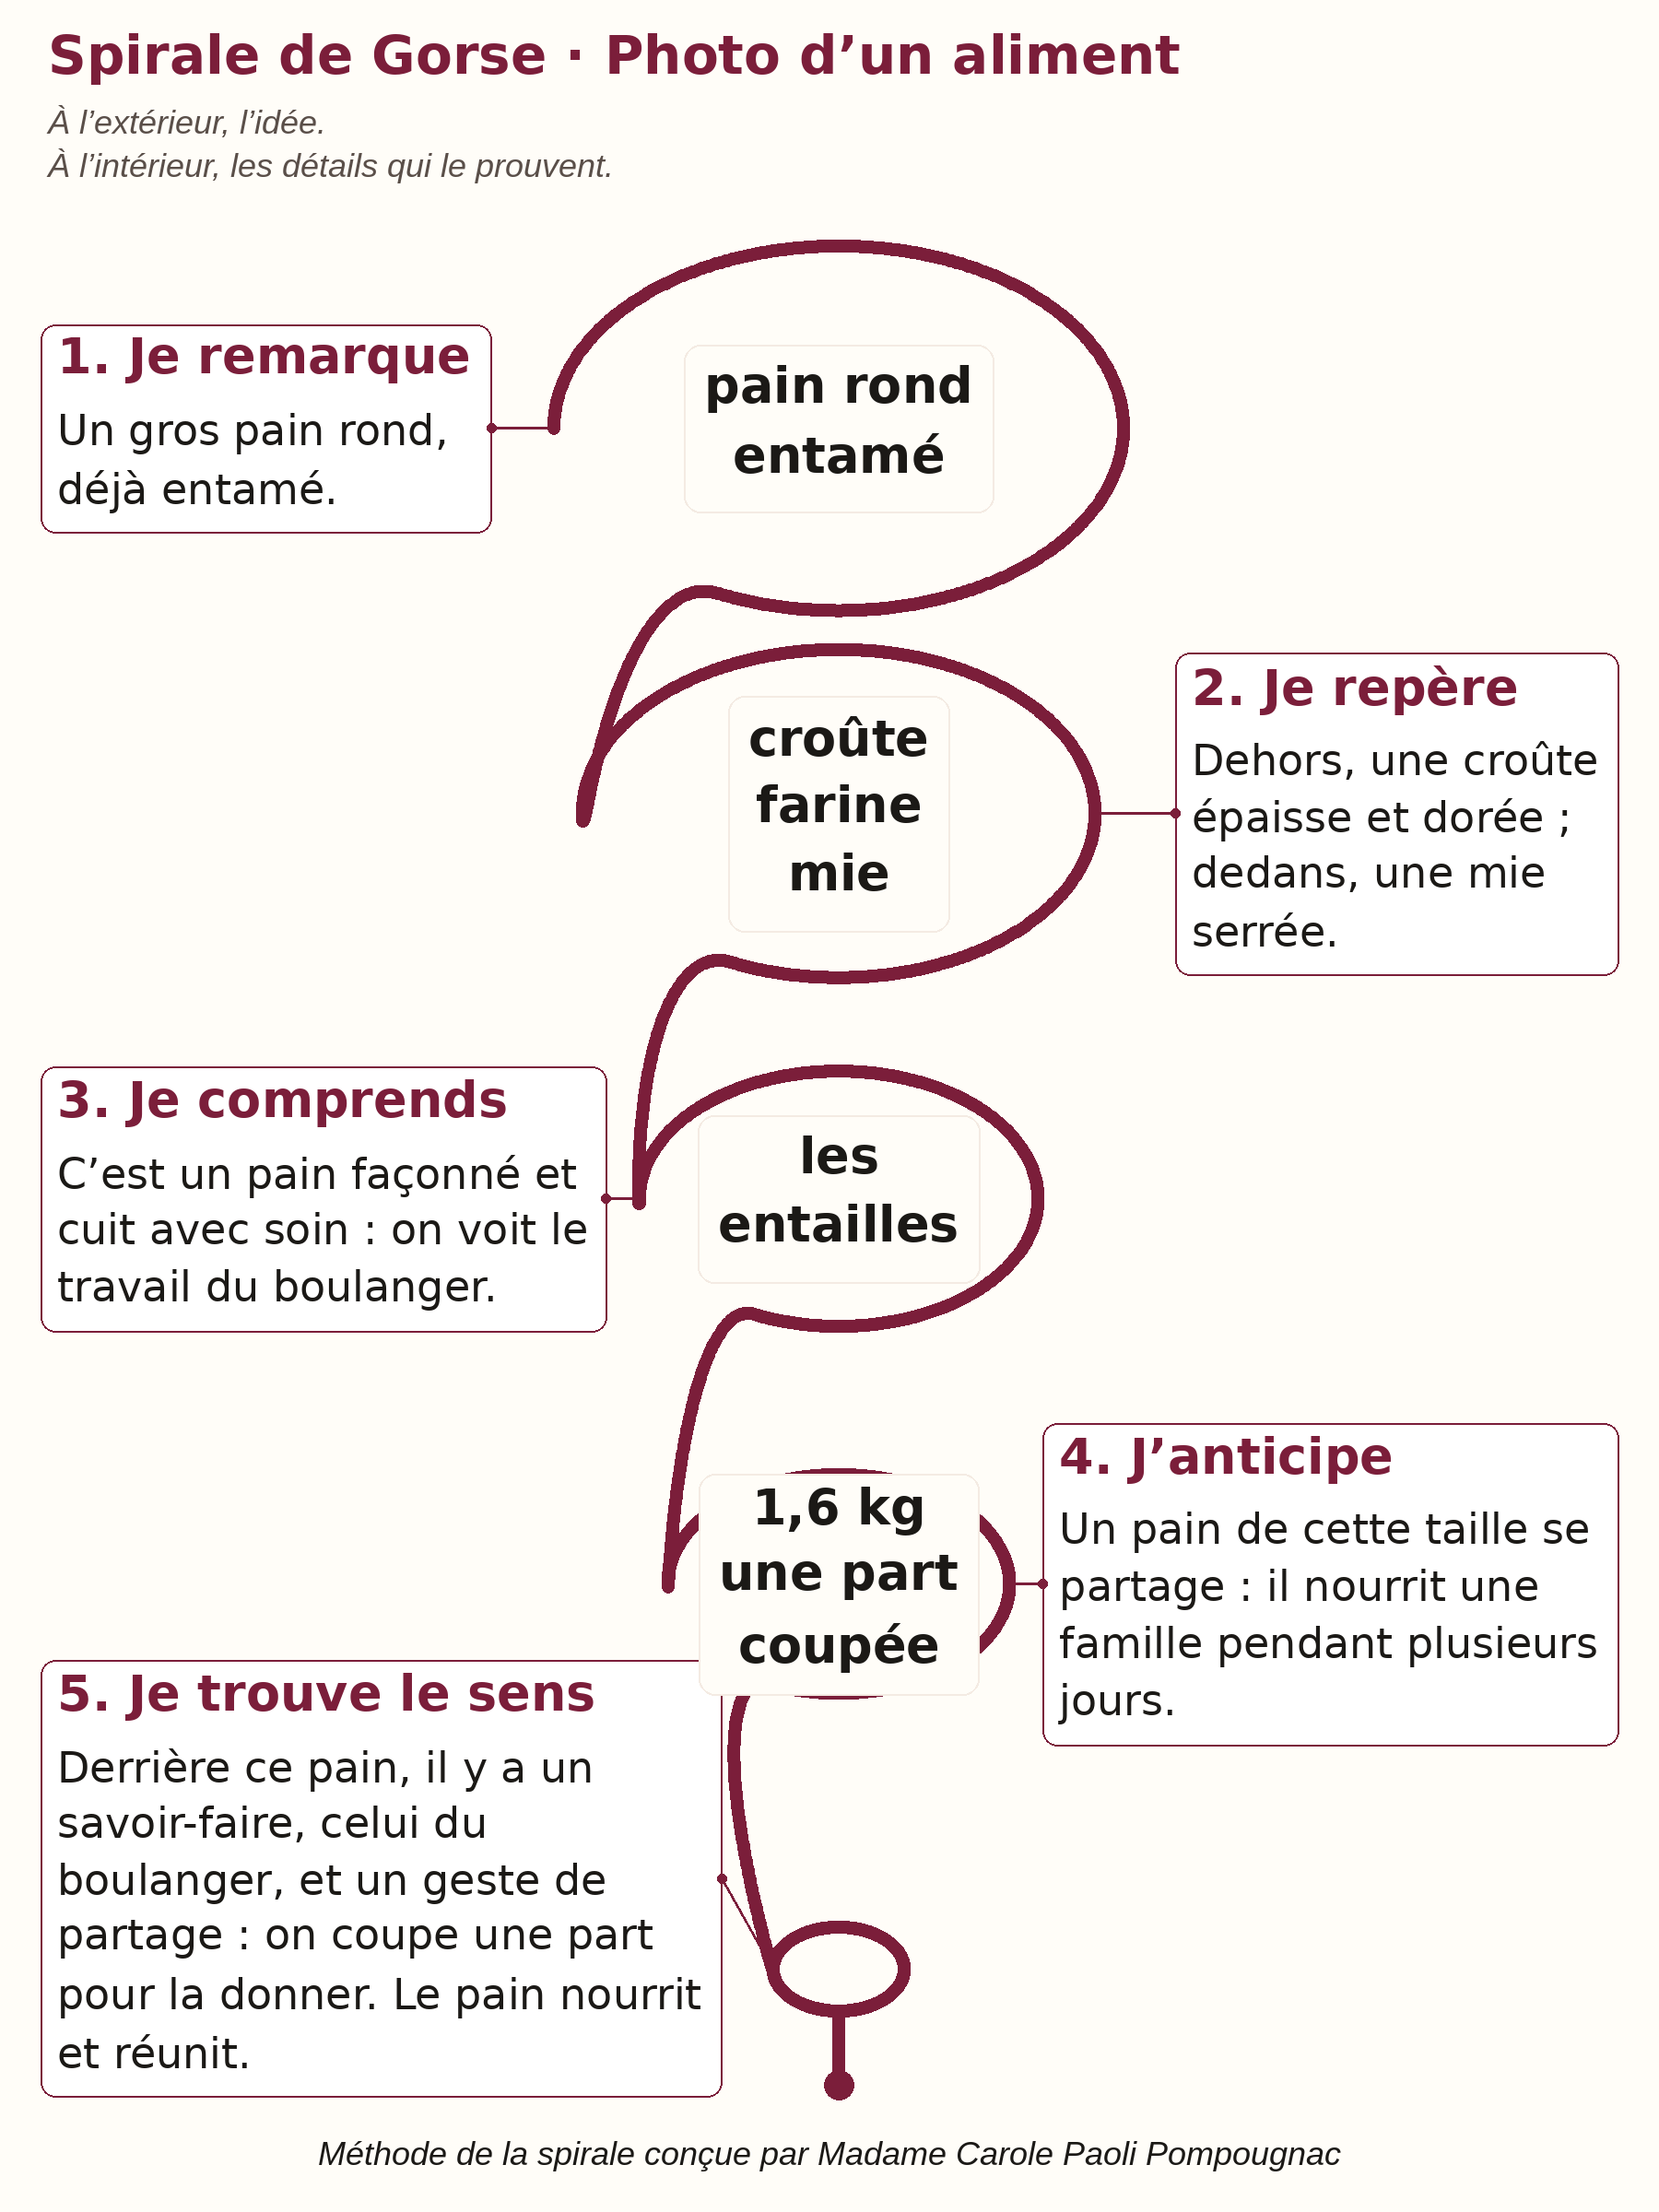 Spirale de Gorse · Photo d’un aliment
À l’extérieur, l’idée.
À l’intérieur, les détails qui le prouvent.
1. Je remarque
Un gros pain rond,
déjà entamé.
pain rond
entamé
croûte
farine
mie
2. Je repère
Dehors, une croûte
épaisse et dorée ;
dedans, une mie
serrée.
3. Je comprends
C’est un pain façonné et
cuit avec soin : on voit le
travail du boulanger.
les
entailles
1,6 kg
une part
coupée
4. J’anticipe
Un pain de cette taille se
partage : il nourrit une
famille pendant plusieurs
jours.
5. Je trouve le sens
Derrière ce pain, il y a un
savoir-faire, celui du
boulanger, et un geste de
partage : on coupe une part
pour la donner. Le pain nourrit
et réunit.
Méthode de la spirale conçue par Madame Carole Paoli Pompougnac